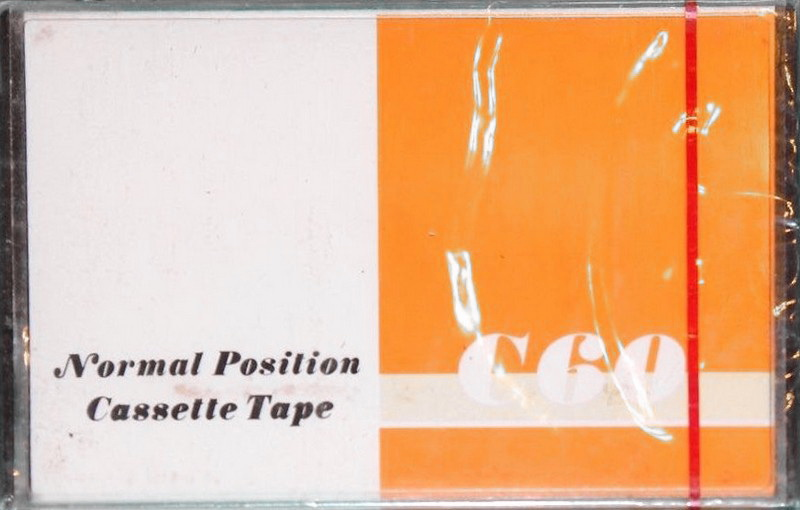 Normal Position
Cassette Tape
C60